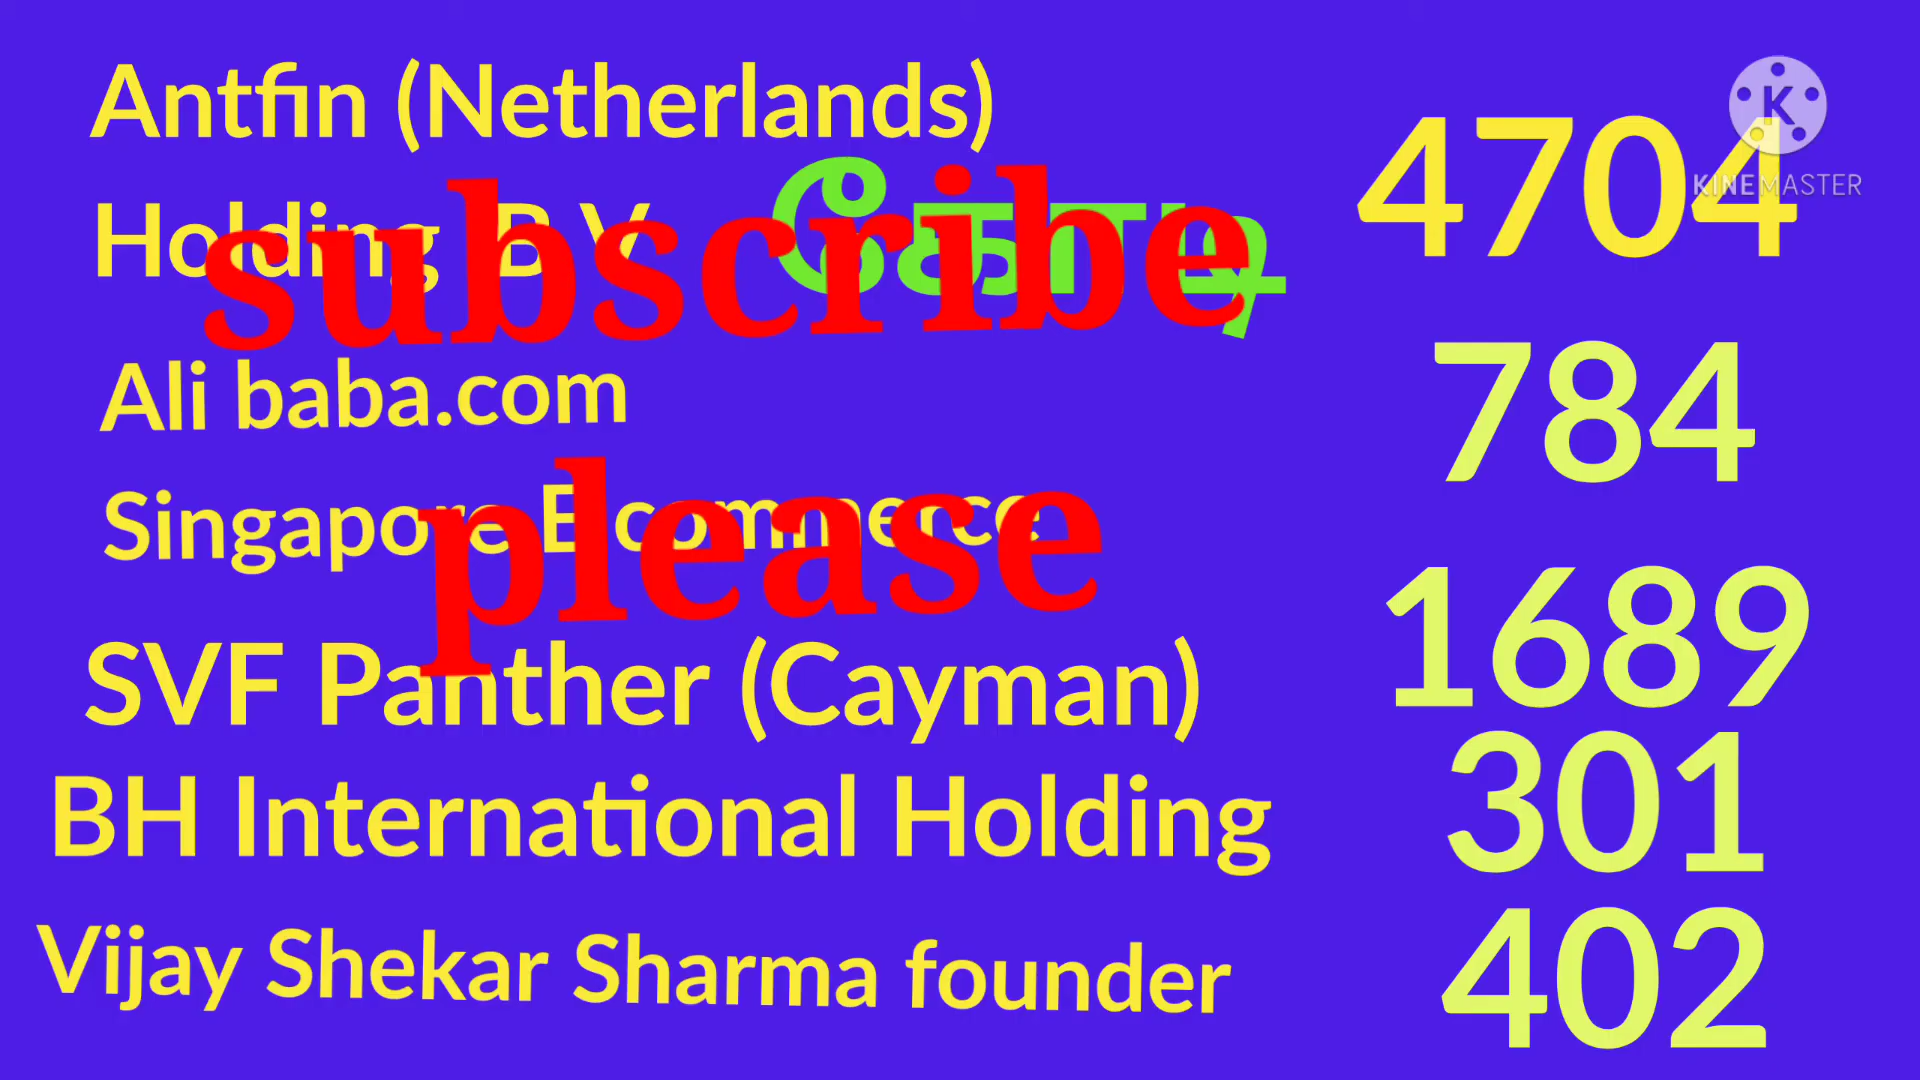 Antfin (Netherlands)
4704
KINEMASTER
Holding B V
கோடி
subscribe
Ali baba.com
784
Singapore E commerce
please
1689
SVF Panther (Cayman)
BH International Holding
301
Vijay Shekar Sharma founder
402